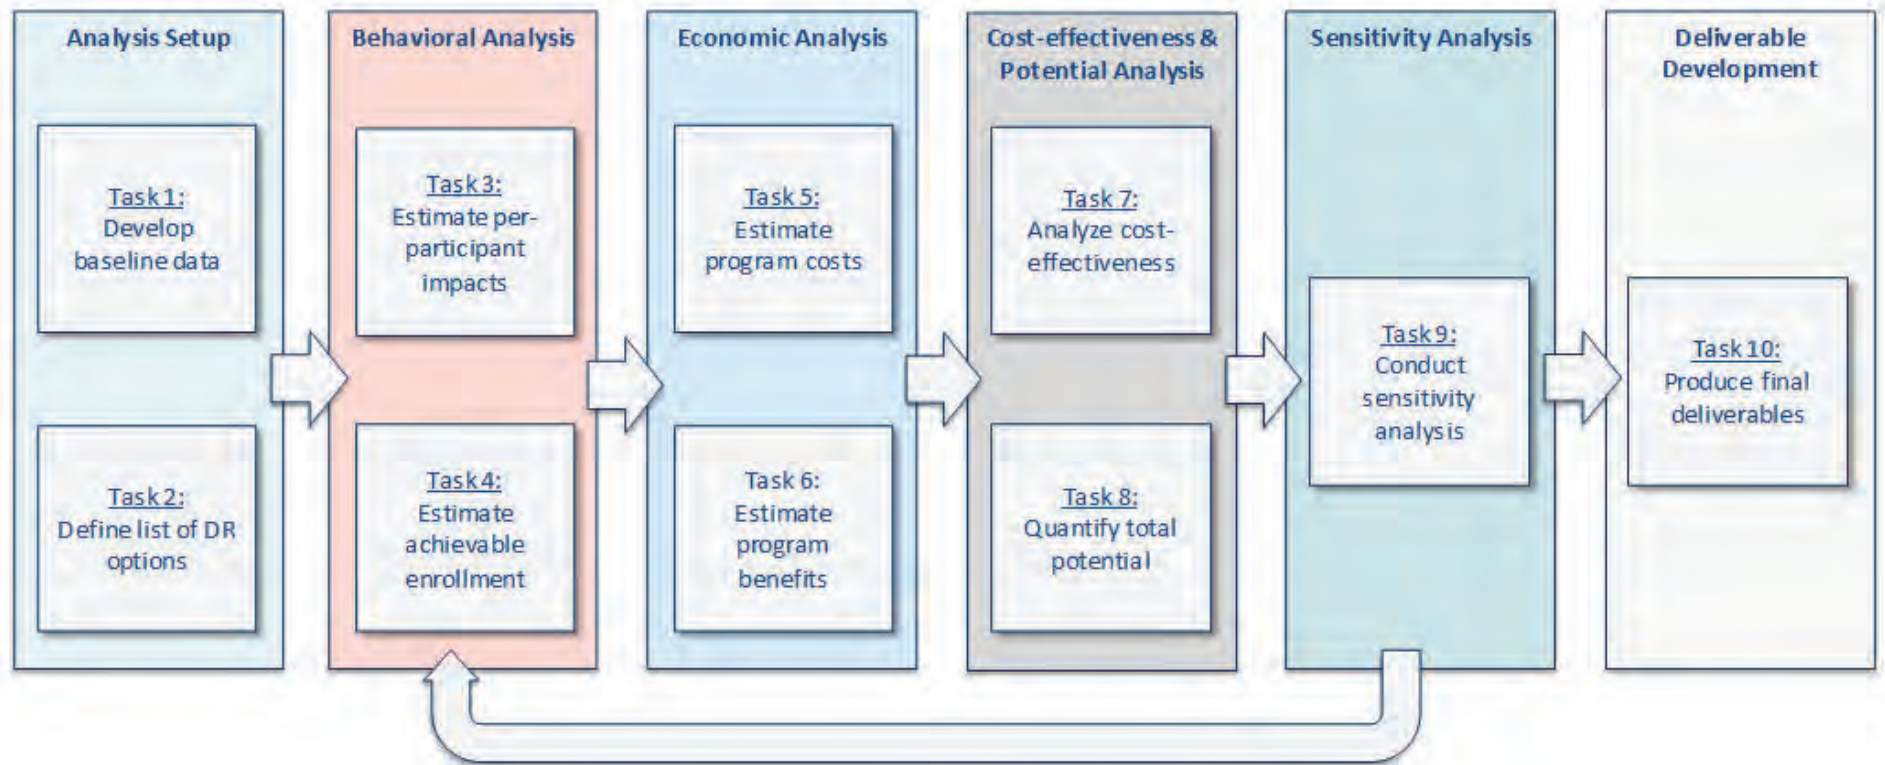 Analysis Setup
Task 1:
Develop
baseline data
Task 2:
Define list of DR
options
Behavioral Analysis
Task 3:
Estimate per-
participant
impacts
Task 4:
Estimate
achievable
enrollment
Economic Analysis
Task 5:
Estimate
program costs
Task 6:
Estimate
program
benefits
Cost-effectiveness &
Potential Analysis
Task 7:
Analyze cost-
effectiveness
Task 8:
Quantify total
potential
Sensitivity Analysis
Task 9:
Conduct
sensitivity
analysis
Deliverable
Development
Task 10:
Produce final
deliverables